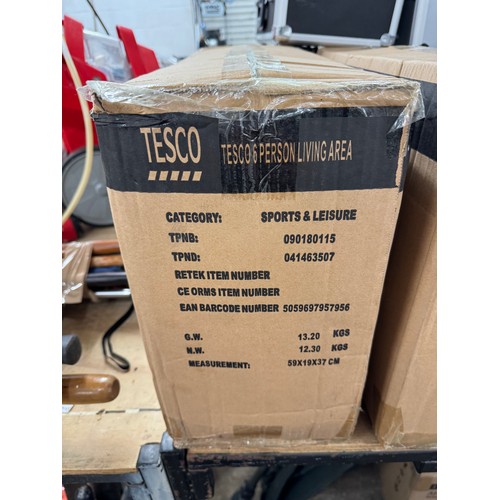 TESCO
TESCO 6 PERSON LIVING AREA
CATEGORY: SPORTS & LEISURE
TPNB: 090180115
TPND: 041463507
RETEK ITEM NUMBER
CE ORMS ITEM NUMBER
EAN BARCODE NUMBER 5059697957956
G.W. 13.20 KGS
N.W. 12.30 KGS
MEASUREMENT: 59X19X37 CM